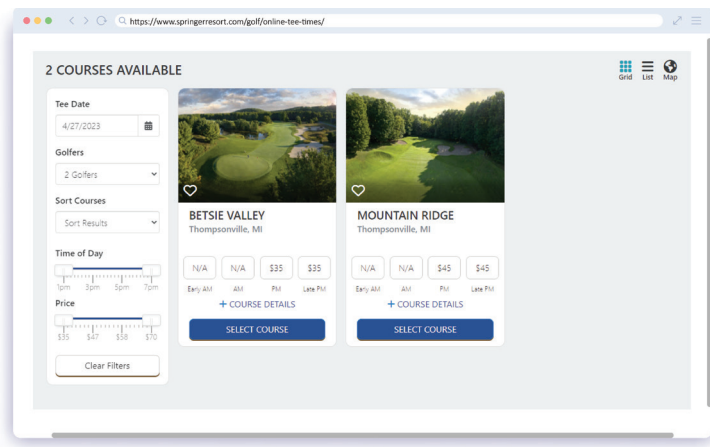 https://www.springerresort.com/golf/online-tee-times/
2 COURSES AVAILABLE
Grid List Map
Tee Date
4/27/2023
Golfers
2 Golfers
Sort Courses
Sort Results
Time of Day
1pm 3pm 5pm 7pm
Price
$35 $47 $58 $70
Clear Filters
BETSIE VALLEY
Thompsonville, MI
N/A N/A $35 $35
Early AM AM PM Late PM
+ COURSE DETAILS
SELECT COURSE
MOUNTAIN RIDGE
Thompsonville, MI
N/A N/A $45 $45
Early AM AM PM Late PM
+ COURSE DETAILS
SELECT COURSE